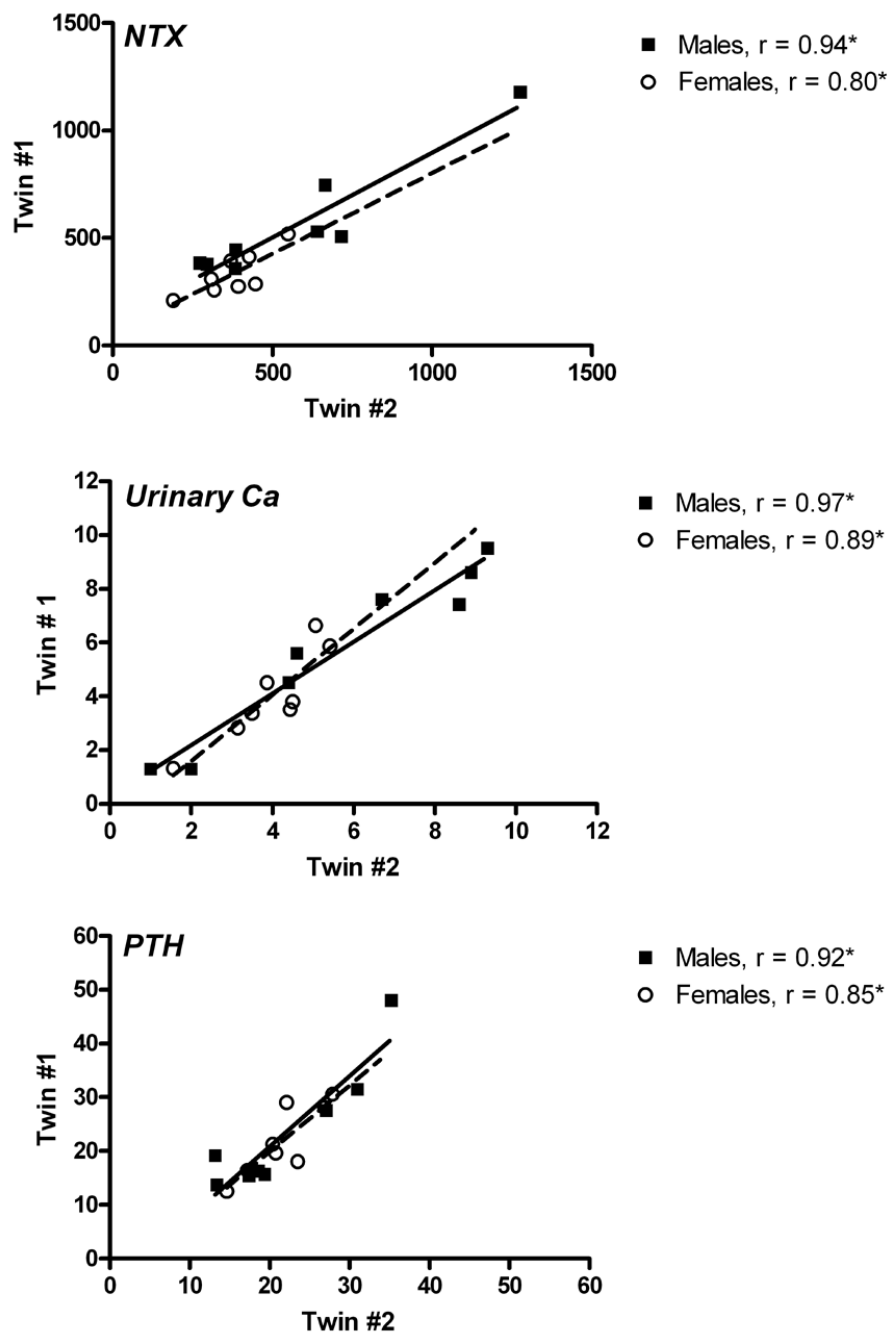 NTX
Males, r = 0.94*
Females, r = 0.80*
1500
1000
500
0
Twin #1
0 500 1000 1500
Twin #2
Urinary Ca
Males, r = 0.97*
Females, r = 0.89*
12
10
8
6
4
2
0
Twin # 1
0 2 4 6 8 10 12
Twin #2
PTH
Males, r = 0.92*
Females, r = 0.85*
60
50
40
30
20
10
0
Twin #1
0 10 20 30 40 50 60
Twin #2